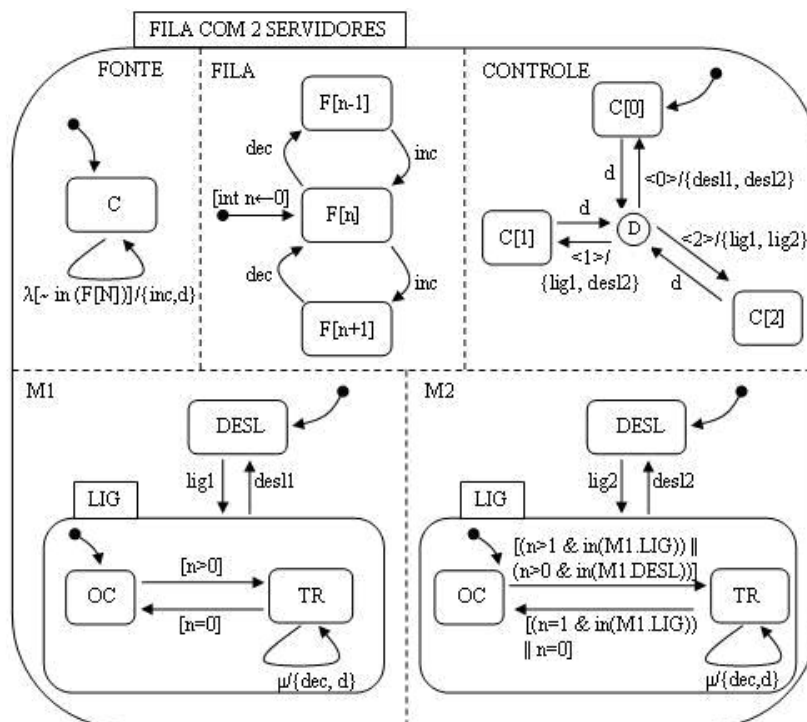 FILA COM 2 SERVIDORES
FONTE
FILA
CONTROLE
F[n-1]
C[0]
dec
inc
d
<0>/{desl1, desl2}
[int n←0]
C
F[n]
C[1]
d
D
<2>/{lig1, lig2}
<1>/
{lig1, desl2}
d
dec
inc
λ[~ in (F[N])]/{inc,d}
F[n+1]
C[2]
M1
DESL
lig1
desl1
LIG
OC
[n>0]
[n=0]
TR
μ/{dec, d}
M2
DESL
lig2
desl2
LIG
[(n>1 & in(M1.LIG)) ||
(n>0 & in(M1.DESL))]
OC
TR
[(n=1 & in(M1.LIG))
|| n=0]
μ/{dec,d}